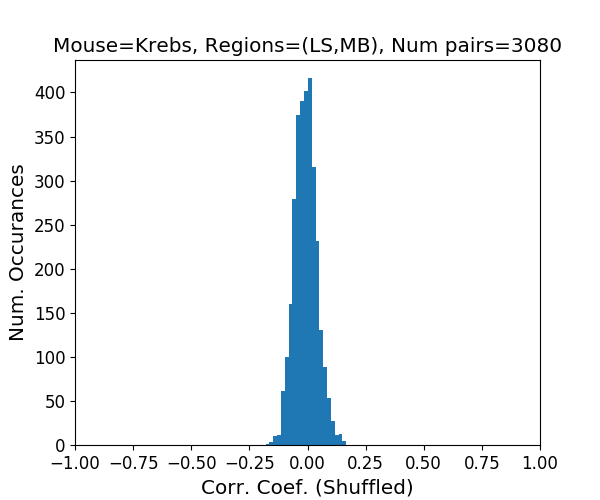 Mouse=Krebs, Regions=(LS,MB), Num pairs=3080
400
350
300
250
200
150
100
50
0
Num. Occurances
−1.00 −0.75 −0.50 −0.25 0.00 0.25 0.50 0.75 1.00
Corr. Coef. (Shuffled)